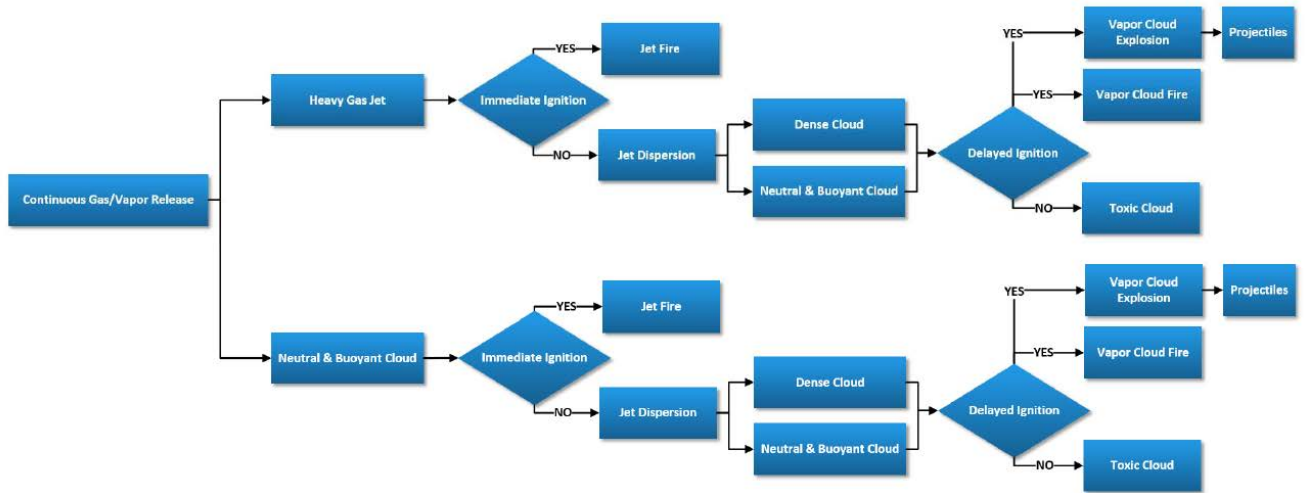 Continuous Gas/Vapor Release
Heavy Gas Jet
Immediate Ignition
YES
Jet Fire
NO
Jet Dispersion
Dense Cloud
Neutral & Buoyant Cloud
Delayed Ignition
YES
Vapor Cloud
Explosion
Projectiles
YES
Vapor Cloud Fire
NO
Toxic Cloud
Neutral & Buoyant Cloud
Immediate Ignition
YES
Jet Fire
NO
Jet Dispersion
Dense Cloud
Neutral & Buoyant Cloud
Delayed Ignition
YES
Vapor Cloud
Explosion
Projectiles
YES
Vapor Cloud Fire
NO
Toxic Cloud